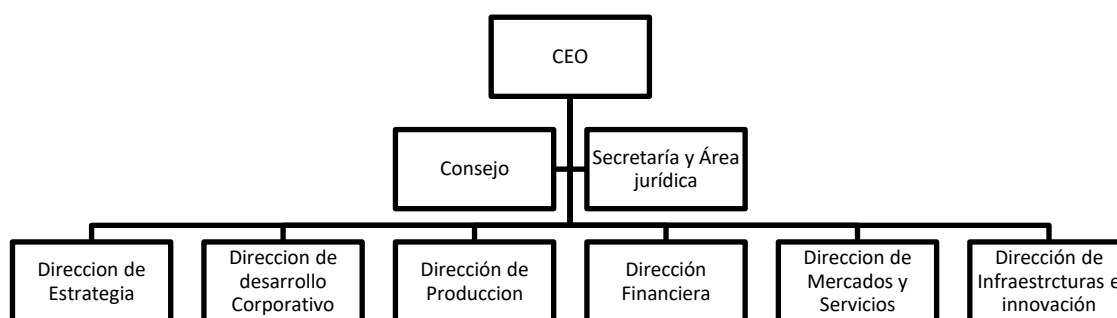 CEO
Consejo
Secretaría y Área
jurídica
Direccion de
Estrategia
Direccion de
desarrollo
Corporativo
Dirección de
Produccion
Dirección
Financiera
Direccion de
Mercados y
Servicios
Dirección de
Infraestrcturas e
innovación